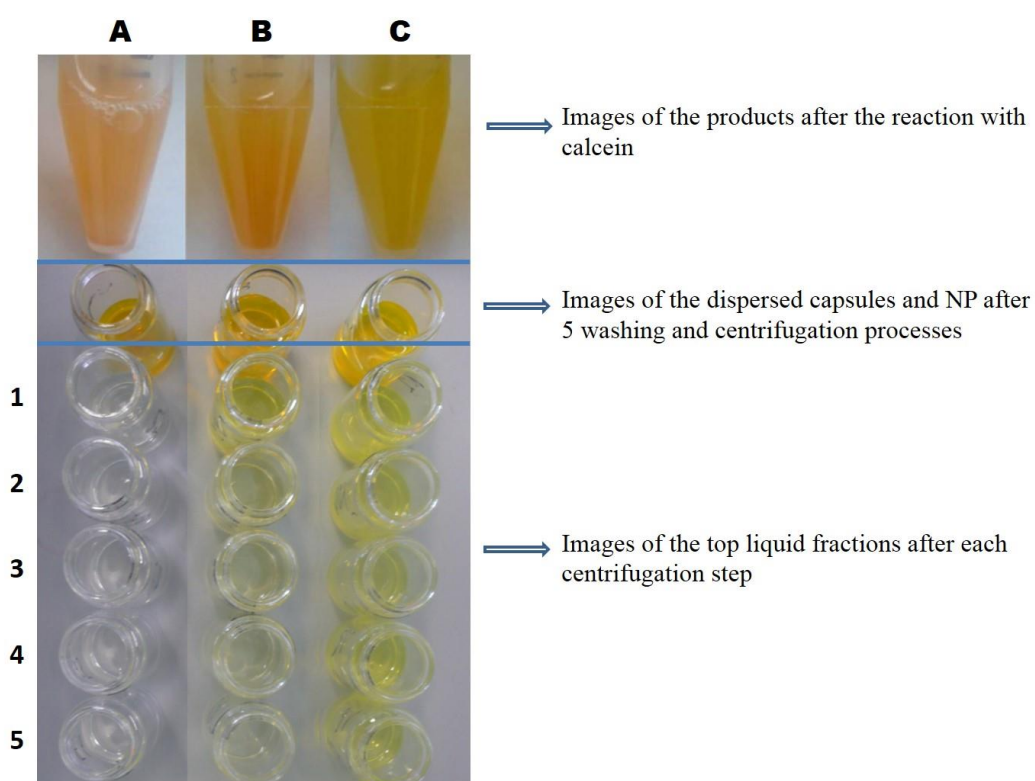 A B C
Images of the products after the reaction with
calcein
Images of the dispersed capsules and NP after
5 washing and centrifugation processes
1
2
3
Images of the top liquid fractions after each
centrifugation step
4
5